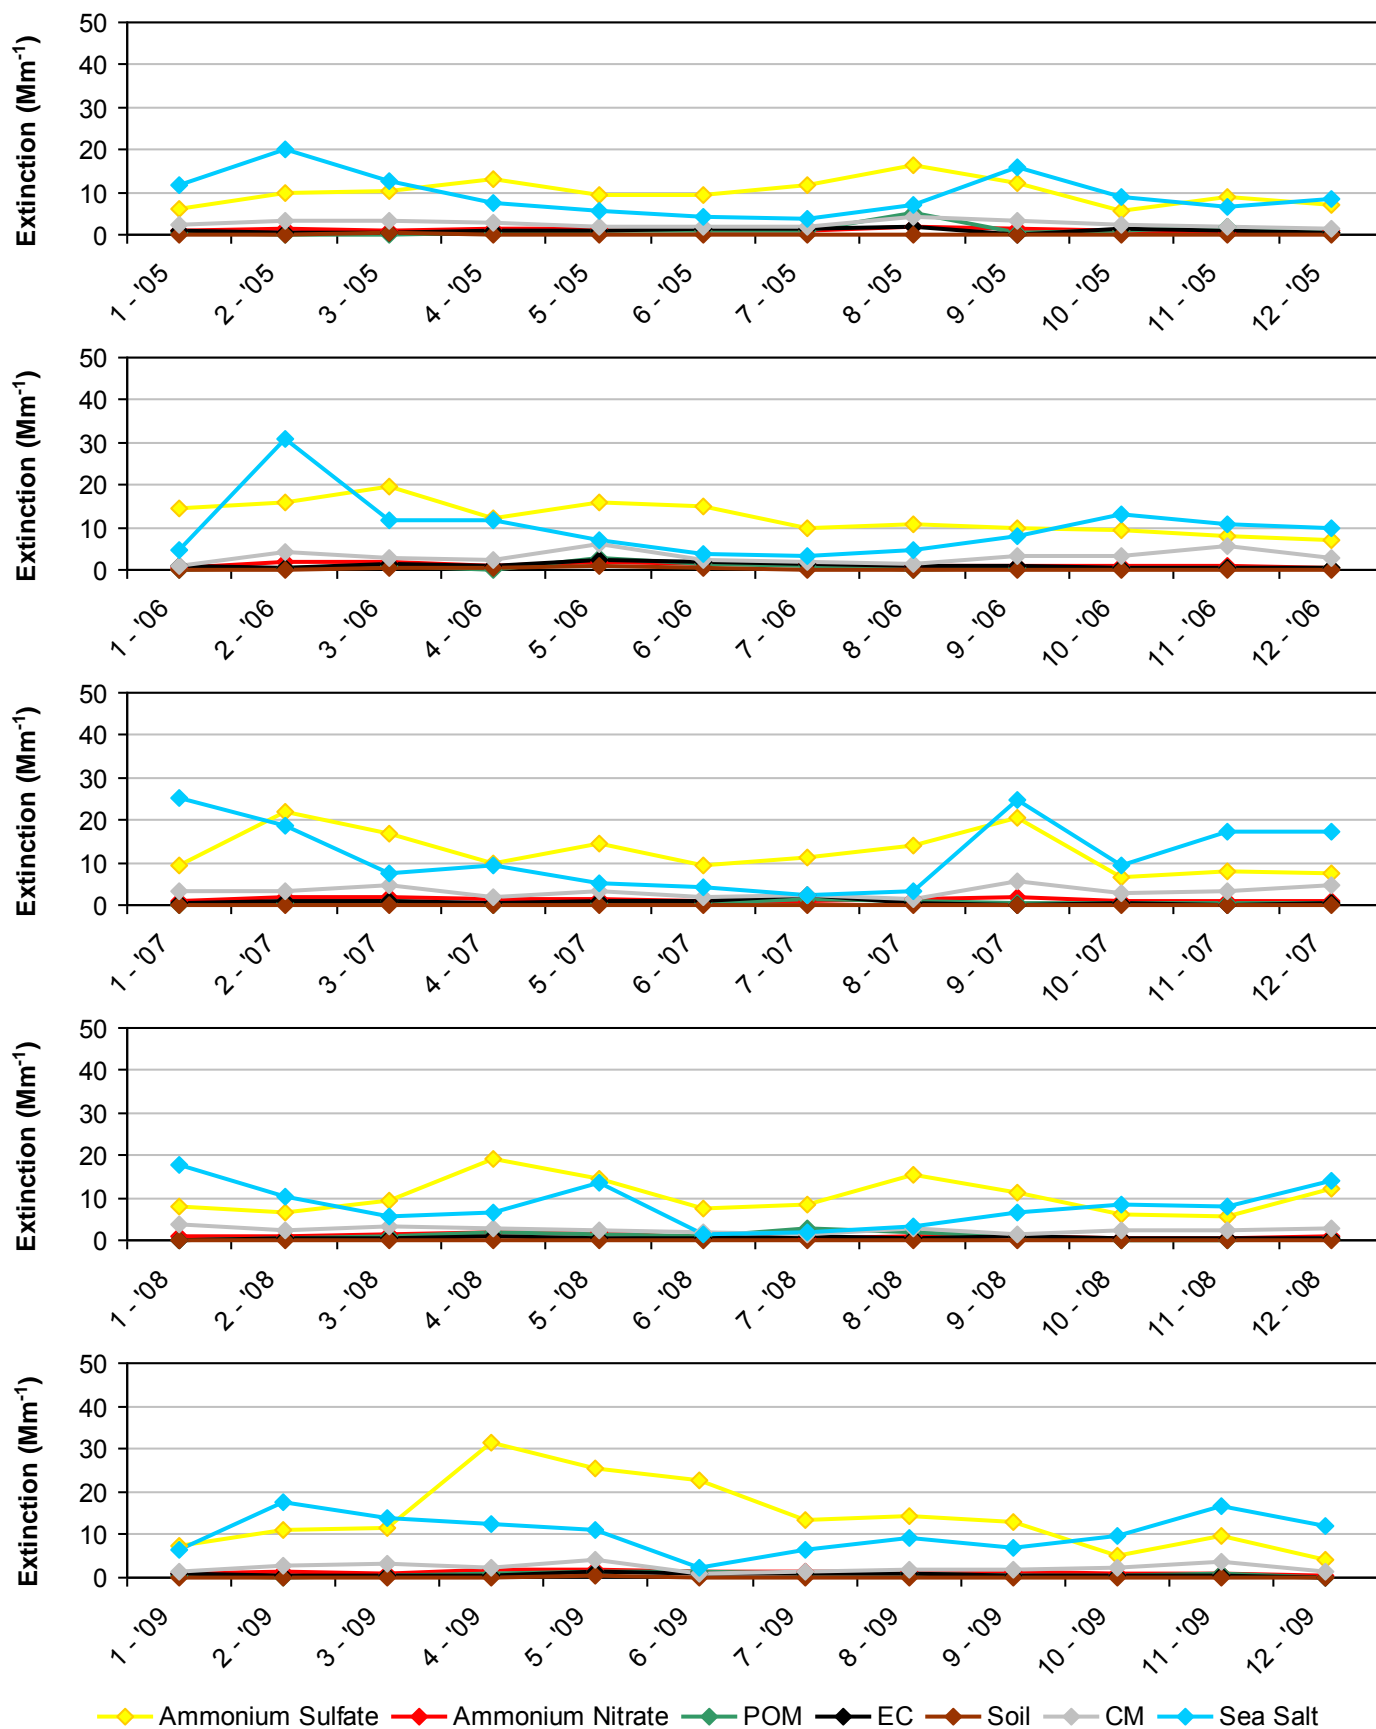 50
40
30
20
10
0
Extinction (Mm-1)
1 - '05 2 - '05 3 - '05 4 - '05 5 - '05 6 - '05 7 - '05 8 - '05 9 - '05 10 - '05 11 - '05 12 - '05
50
40
30
20
10
0
Extinction (Mm-1)
1 - '06 2 - '06 3 - '06 4 - '06 5 - '06 6 - '06 7 - '06 8 - '06 9 - '06 10 - '06 11 - '06 12 - '06
50
40
30
20
10
0
Extinction (Mm-1)
1 - '07 2 - '07 3 - '07 4 - '07 5 - '07 6 - '07 7 - '07 8 - '07 9 - '07 10 - '07 11 - '07 12 - '07
50
40
30
20
10
0
Extinction (Mm-1)
1 - '08 2 - '08 3 - '08 4 - '08 5 - '08 6 - '08 7 - '08 8 - '08 9 - '08 10 - '08 11 - '08 12 - '08
50
40
30
20
10
0
Extinction (Mm-1)
1 - '09 2 - '09 3 - '09 4 - '09 5 - '09 6 - '09 7 - '09 8 - '09 9 - '09 10 - '09 11 - '09 12 - '09
Ammonium Sulfate Ammonium Nitrate POM EC Soil CM Sea Salt